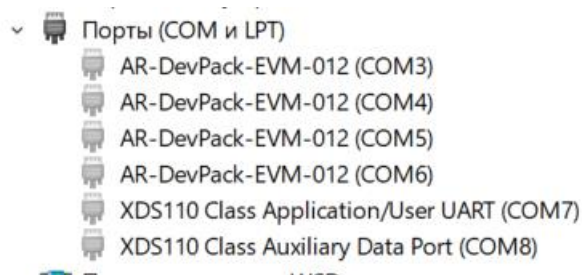 Порты (COM и LPT)
AR-DevPack-EVM-012 (COM3)
AR-DevPack-EVM-012 (COM4)
AR-DevPack-EVM-012 (COM5)
AR-DevPack-EVM-012 (COM6)
XDS110 Class Application/User UART (COM7)
XDS110 Class Auxiliary Data Port (COM8)